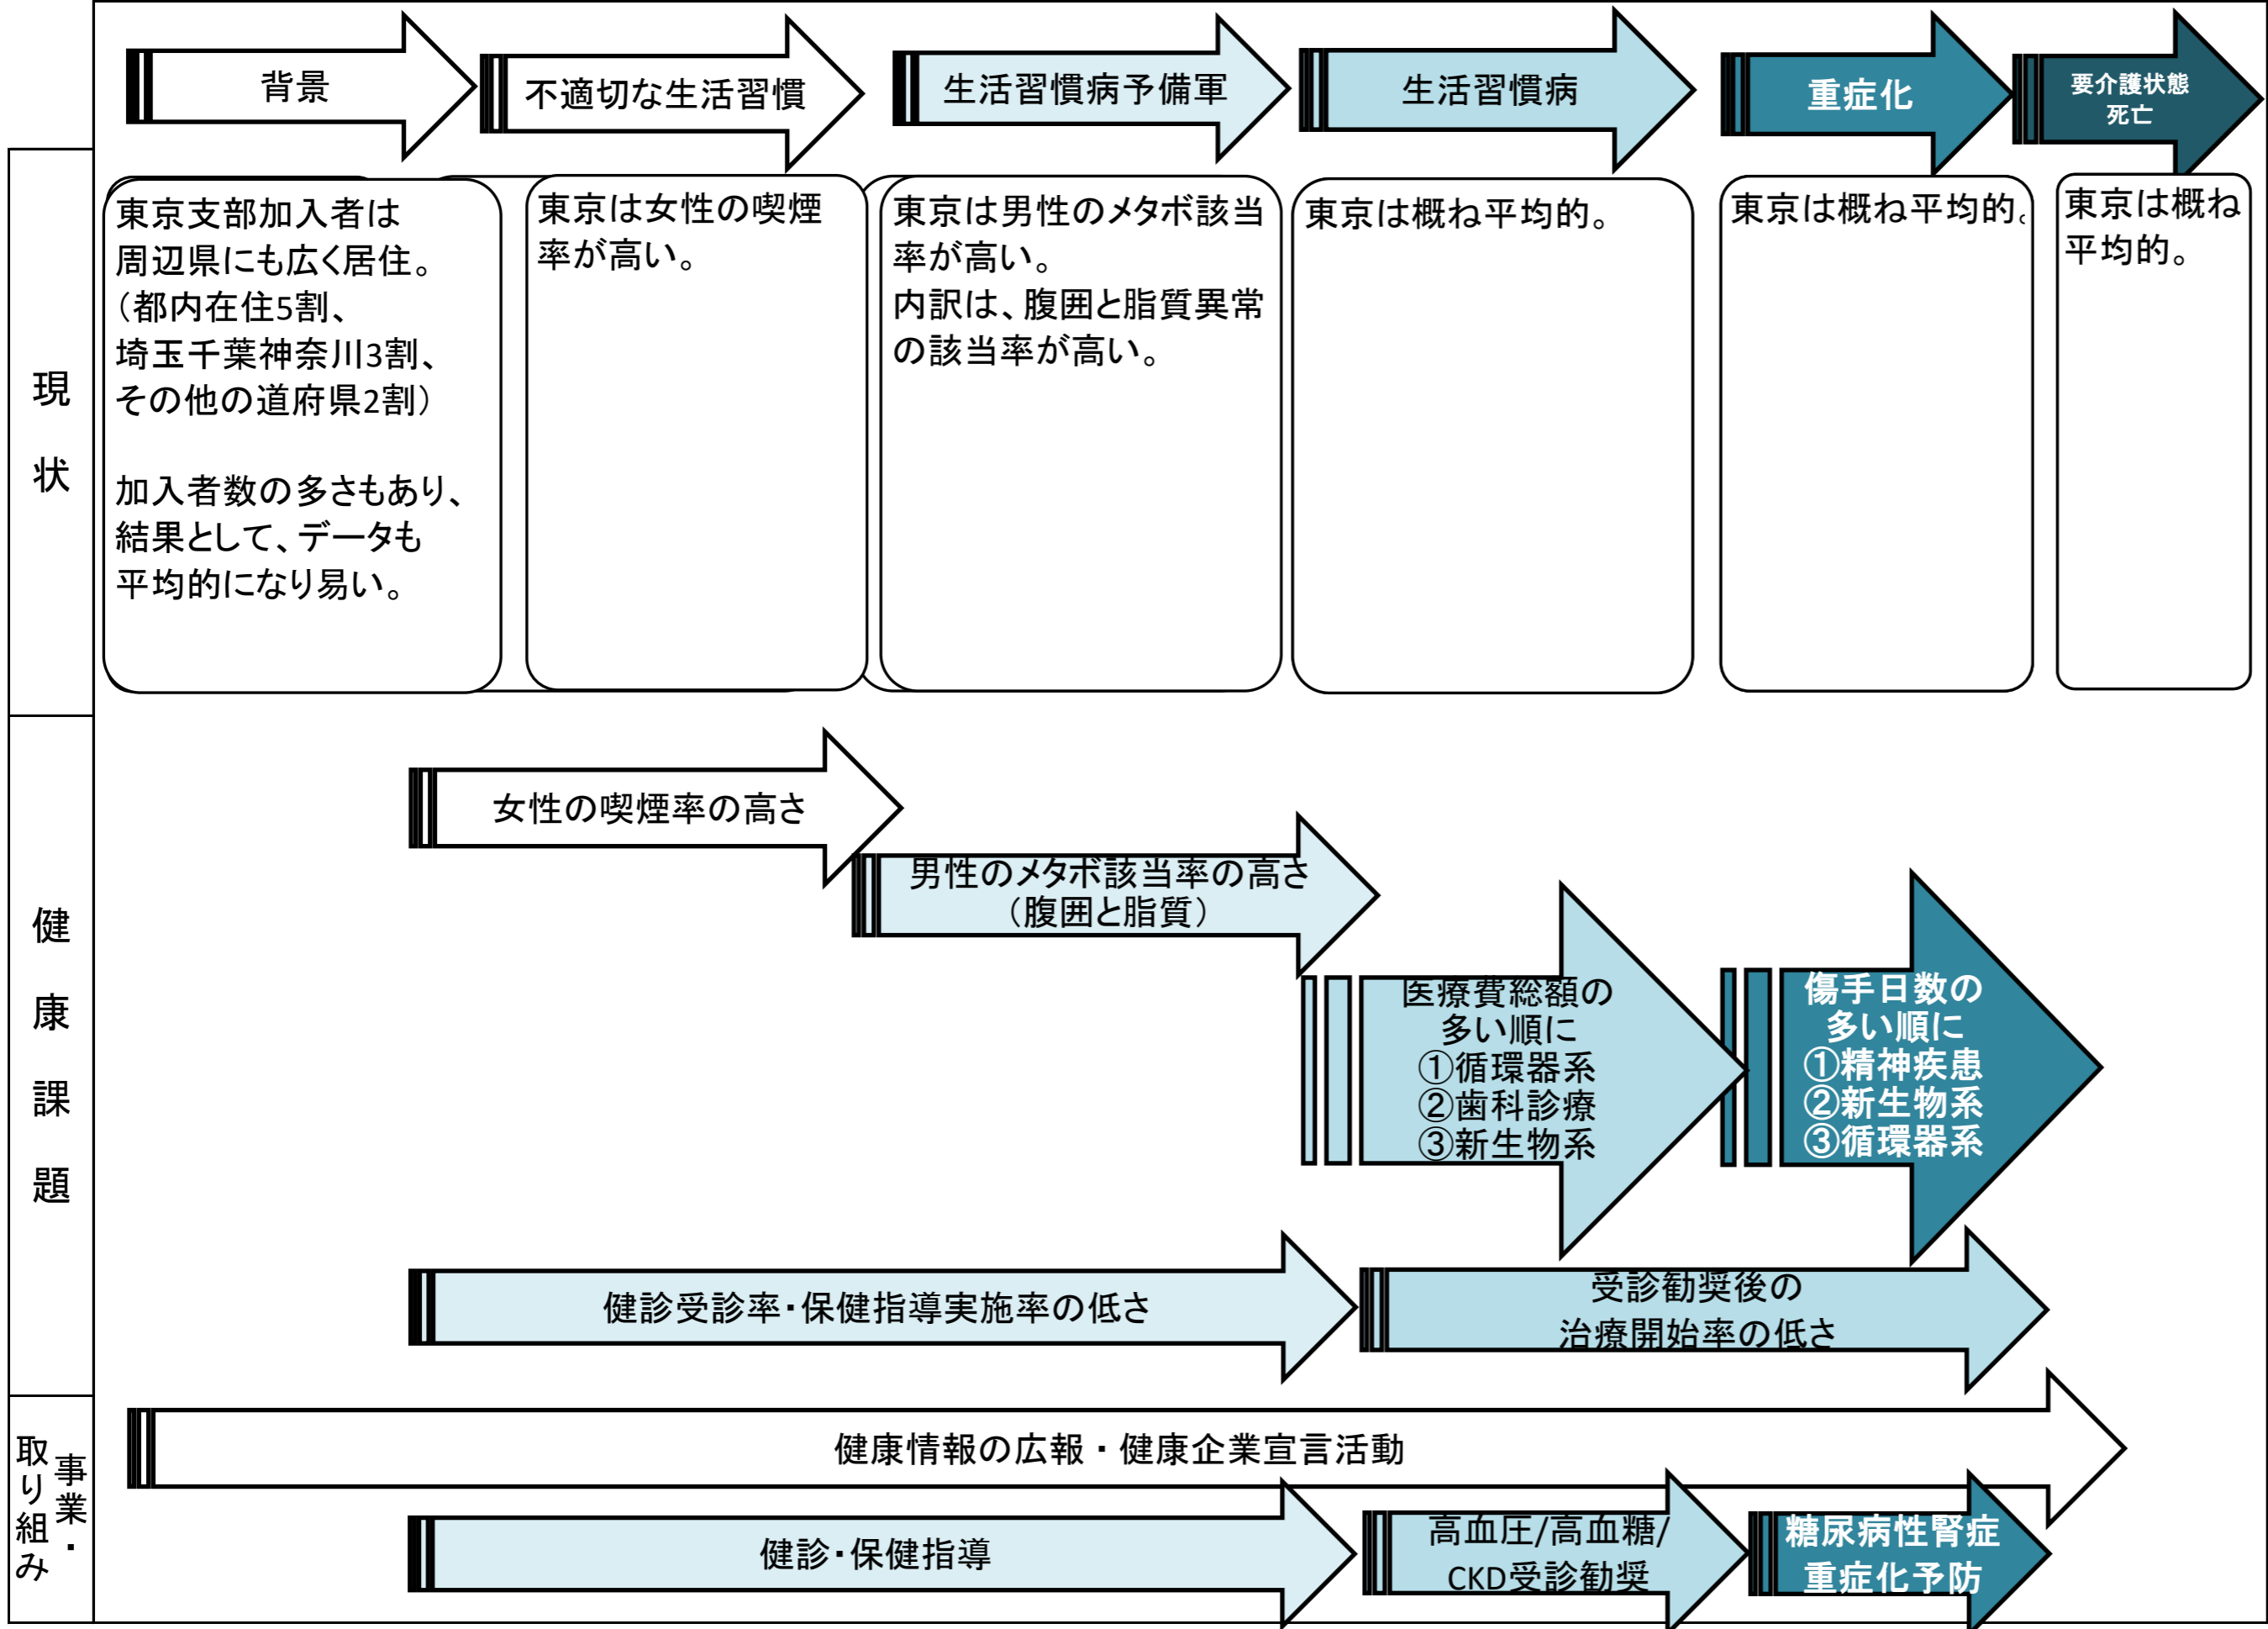 背景
不適切な生活習慣
生活習慣病予備軍
生活習慣病
重症化
要介護状態
死亡
現状
東京支部加入者は
周辺県にも広く居住。
（都内在住5割、
埼玉千葉神奈川3割、
その他の道府県2割）
加入者数の多さもあり、
結果として、データも
平均的になり易い。
東京は女性の喫煙
率が高い。
東京は男性のメタボ該当
率が高い。
内訳は、腹囲と脂質異常
の該当率が高い。
東京は概ね平均的。
東京は概ね平均的。
東京は概ね
平均的。
健康課題
女性の喫煙率の高さ
男性のメタボ該当率の高さ
（腹囲と脂質）
医療費総額の
多い順に
①循環器系
②歯科診療
③新生物系
傷手日数の
多い順に
①精神疾患
②新生物系
③循環器系
健診受診率・保健指導実施率の低さ
受診勧奨後の
治療開始率の低さ
事業・
取り組み
健康情報の広報・健康企業宣言活動
健診・保健指導
高血圧/高血糖/
CKD受診勧奨
糖尿病性腎症
重症化予防